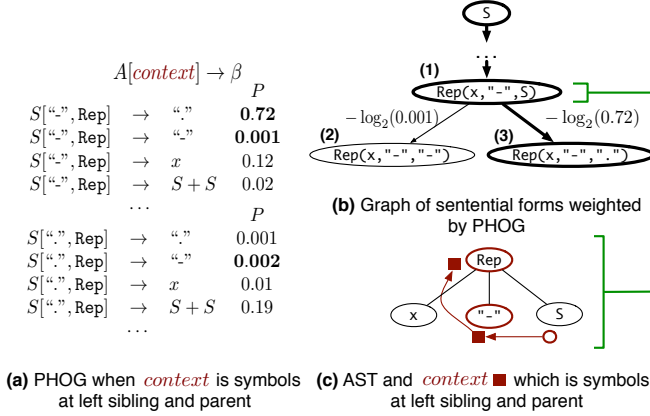 A[context] → β
P
S[“-”, Rep] → “.” 0.72
S[“-”, Rep] → “-” 0.001
S[“-”, Rep] → x 0.12
S[“-”, Rep] → S + S 0.02
...
P
S[“.”, Rep] → “.” 0.001
S[“.”, Rep] → “-” 0.002
S[“.”, Rep] → x 0.01
S[“.”, Rep] → S + S 0.19
...
(a) PHOG when context is symbols
at left sibling and parent
S
...
(1)
Rep(x,"-",S)
− log₂(0.001) − log₂(0.72)
(2) (3)
Rep(x,"-","-") Rep(x,"-",".")
(b) Graph of sentential forms weighted
by PHOG
Rep
x "-" S
(c) AST and context ■ which is symbols
at left sibling and parent